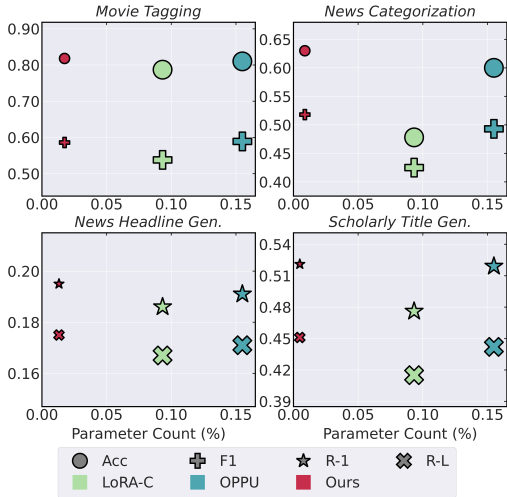 Movie Tagging
News Categorization
0.90
0.80
0.70
0.60
0.50
0.65
0.60
0.55
0.50
0.45
0.40
0.00 0.05 0.10 0.15
0.00 0.05 0.10 0.15
News Headline Gen.
Scholarly Title Gen.
0.20
0.18
0.16
0.54
0.51
0.48
0.45
0.42
0.39
0.00 0.05 0.10 0.15
0.00 0.05 0.10 0.15
Parameter Count (%)
Parameter Count (%)
Acc F1 R-1 R-L
LoRA-C OPPU Ours